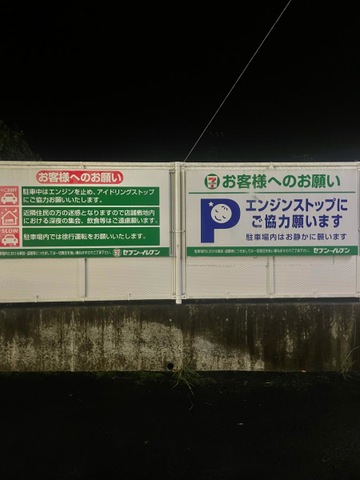 お客様へのお願い
駐車中はエンジンを止め、アイドリングストップ
にご協力お願いいたします。
近隣住民の方の迷惑となりますので店舗敷地内
における深夜の集会、飲食等はご遠慮願います。
SLOW
駐車場内では徐行運転をお願いいたします。
セブン-イレブン
お客様へのお願い
P
エンジンストップに
ご協力願います
駐車場内はお静かに願います
セブン-イレブン